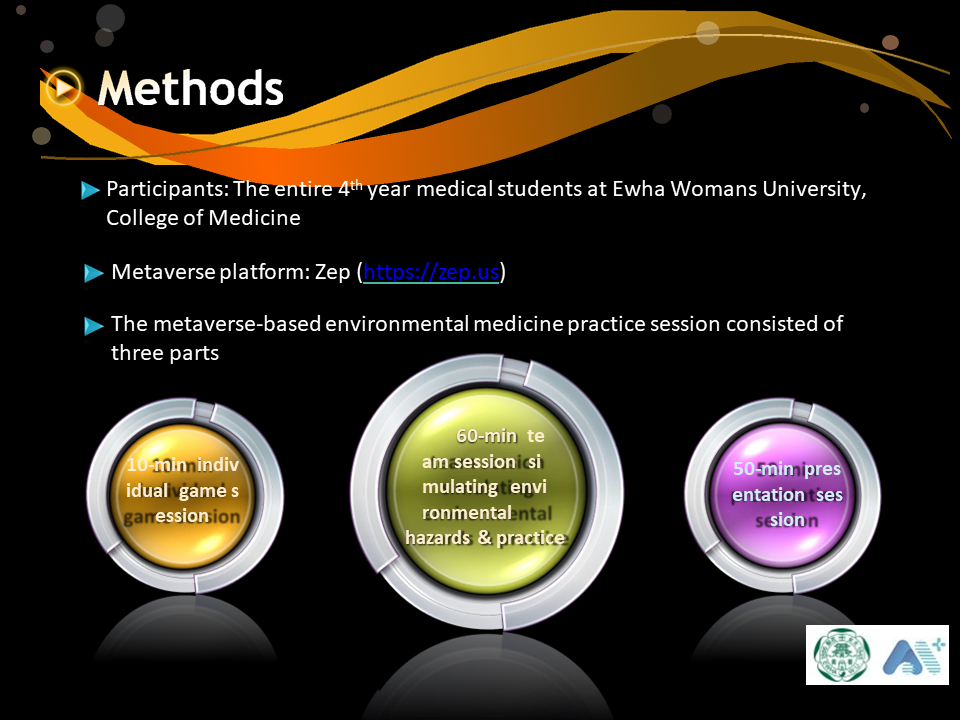 Methods
Participants: The entire 4th year medical students at Ewha Womans University,
College of Medicine
Metaverse platform: Zep (https://zep.us)
The metaverse-based environmental medicine practice session consisted of
three parts
10-min indiv
idual game s
ession
60-min te
am session si
mulating envi
ronmental
hazards & practice
50-min pres
entation ses
sion